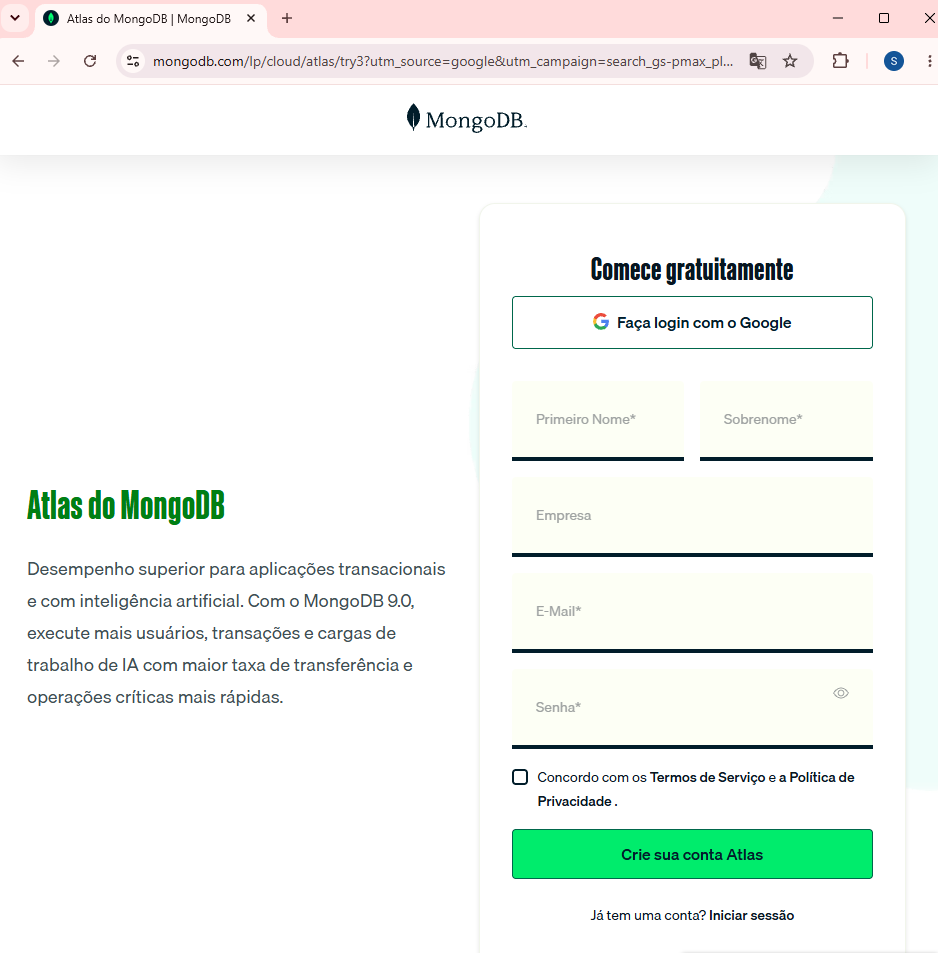 Atlas do MongoDB | MongoDB
mongodb.com/lp/cloud/atlas/try3?utm_source=google&utm_campaign=search_gs-pmax_pl...
S
MongoDB.
Comece gratuitamente
Faça login com o Google
Primeiro Nome*
Sobrenome*
Empresa
E-Mail*
Senha*
Concordo com os Termos de Serviço e a Política de
Privacidade .
Crie sua conta Atlas
Já tem uma conta? Iniciar sessão
Atlas do MongoDB
Desempenho superior para aplicações transacionais
e com inteligência artificial. Com o MongoDB 9.0,
execute mais usuários, transações e cargas de
trabalho de IA com maior taxa de transferência e
operações críticas mais rápidas.